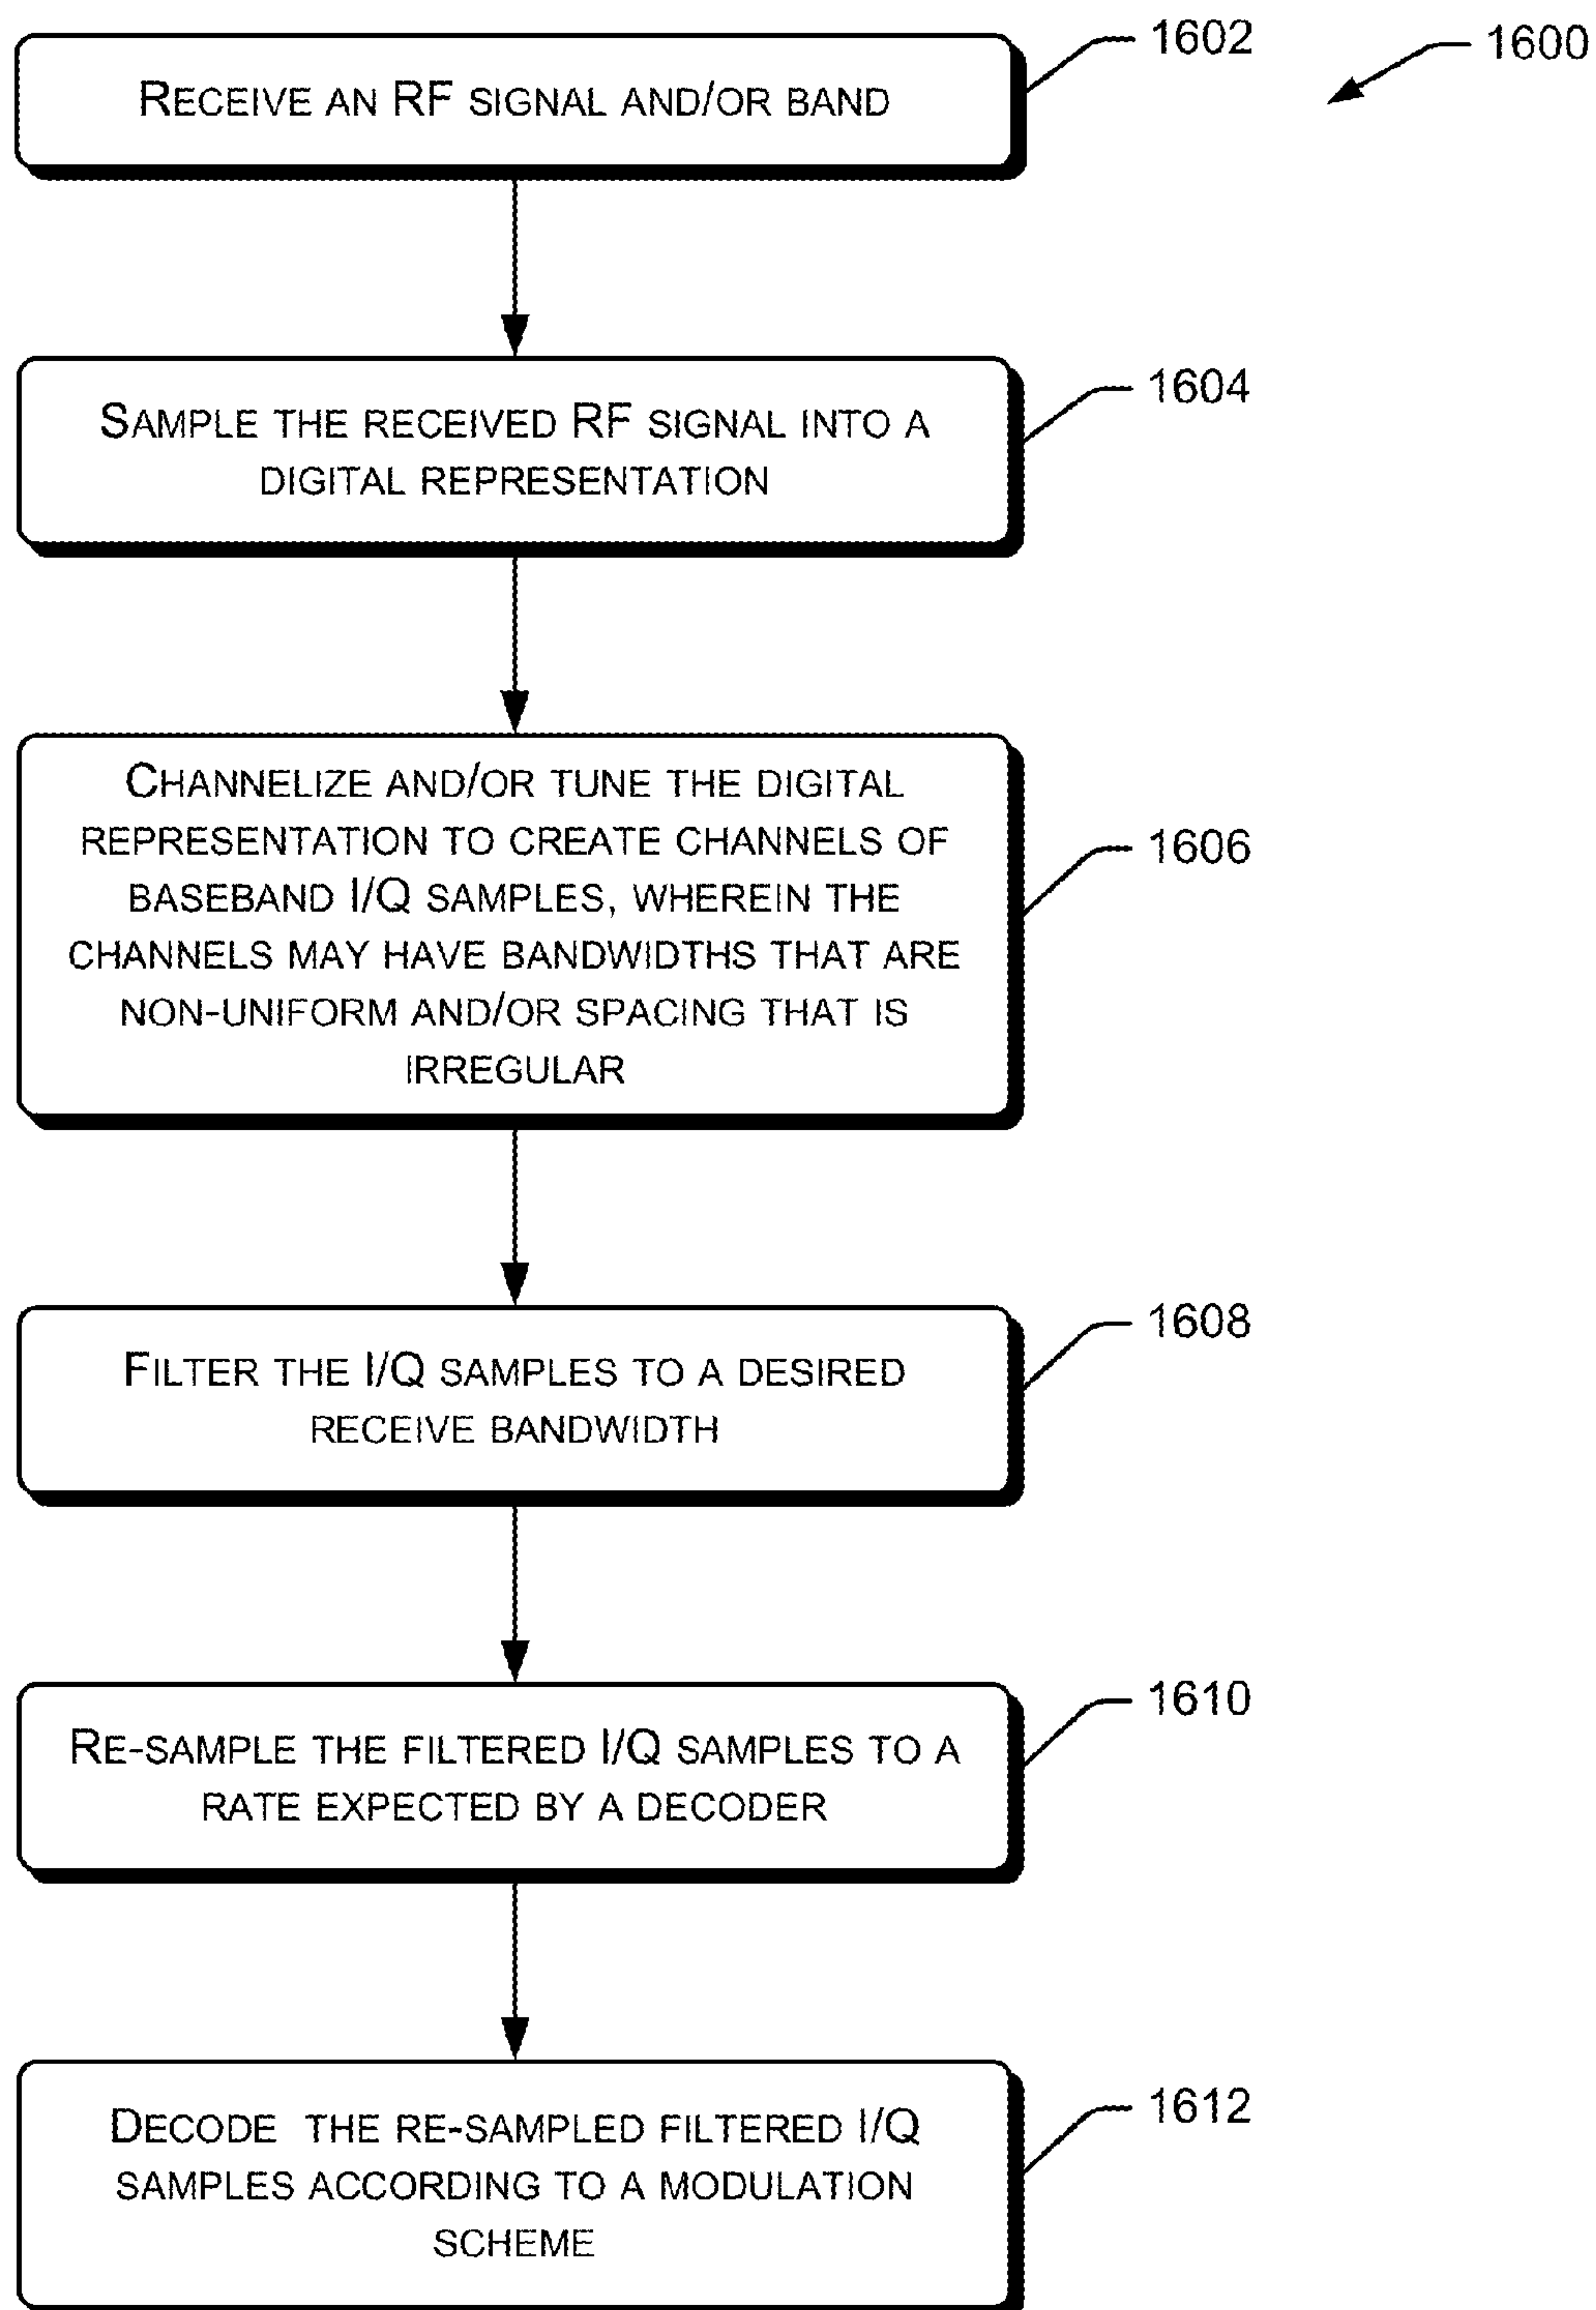 1602
1600
RECEIVE AN RF SIGNAL AND/OR BAND
1604
SAMPLE THE RECEIVED RF SIGNAL INTO A
DIGITAL REPRESENTATION
1606
CHANNELIZE AND/OR TUNE THE DIGITAL
REPRESENTATION TO CREATE CHANNELS OF
BASEBAND I/Q SAMPLES, WHEREIN THE
CHANNELS MAY HAVE BANDWIDTHS THAT ARE
NON-UNIFORM AND/OR SPACING THAT IS
IRREGULAR
1608
FILTER THE I/Q SAMPLES TO A DESIRED
RECEIVE BANDWIDTH
1610
RE-SAMPLE THE FILTERED I/Q SAMPLES TO A
RATE EXPECTED BY A DECODER
1612
DECODE THE RE-SAMPLED FILTERED I/Q
SAMPLES ACCORDING TO A MODULATION
SCHEME